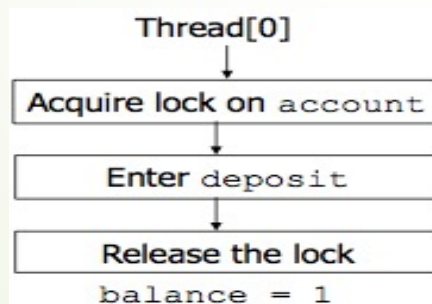 Thread[0]
Acquire lock on account
Enter deposit
Release the lock
balance = 1